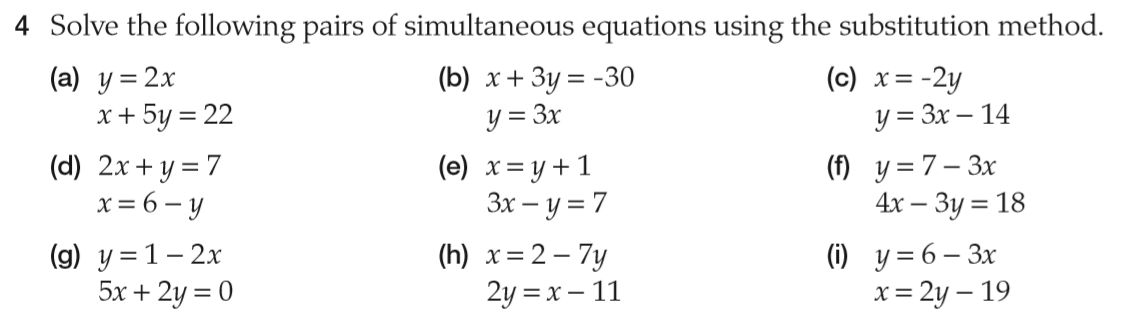 4 Solve the following pairs of simultaneous equations using the substitution method.
(a) y = 2x
x + 5y = 22
(b) x + 3y = -30
y = 3x
(c) x = -2y
y = 3x – 14
(d) 2x + y = 7
x = 6 – y
(e) x = y + 1
3x – y = 7
(f) y = 7 – 3x
4x – 3y = 18
(g) y = 1 – 2x
5x + 2y = 0
(h) x = 2 – 7y
2y = x – 11
(i) y = 6 – 3x
x = 2y – 19